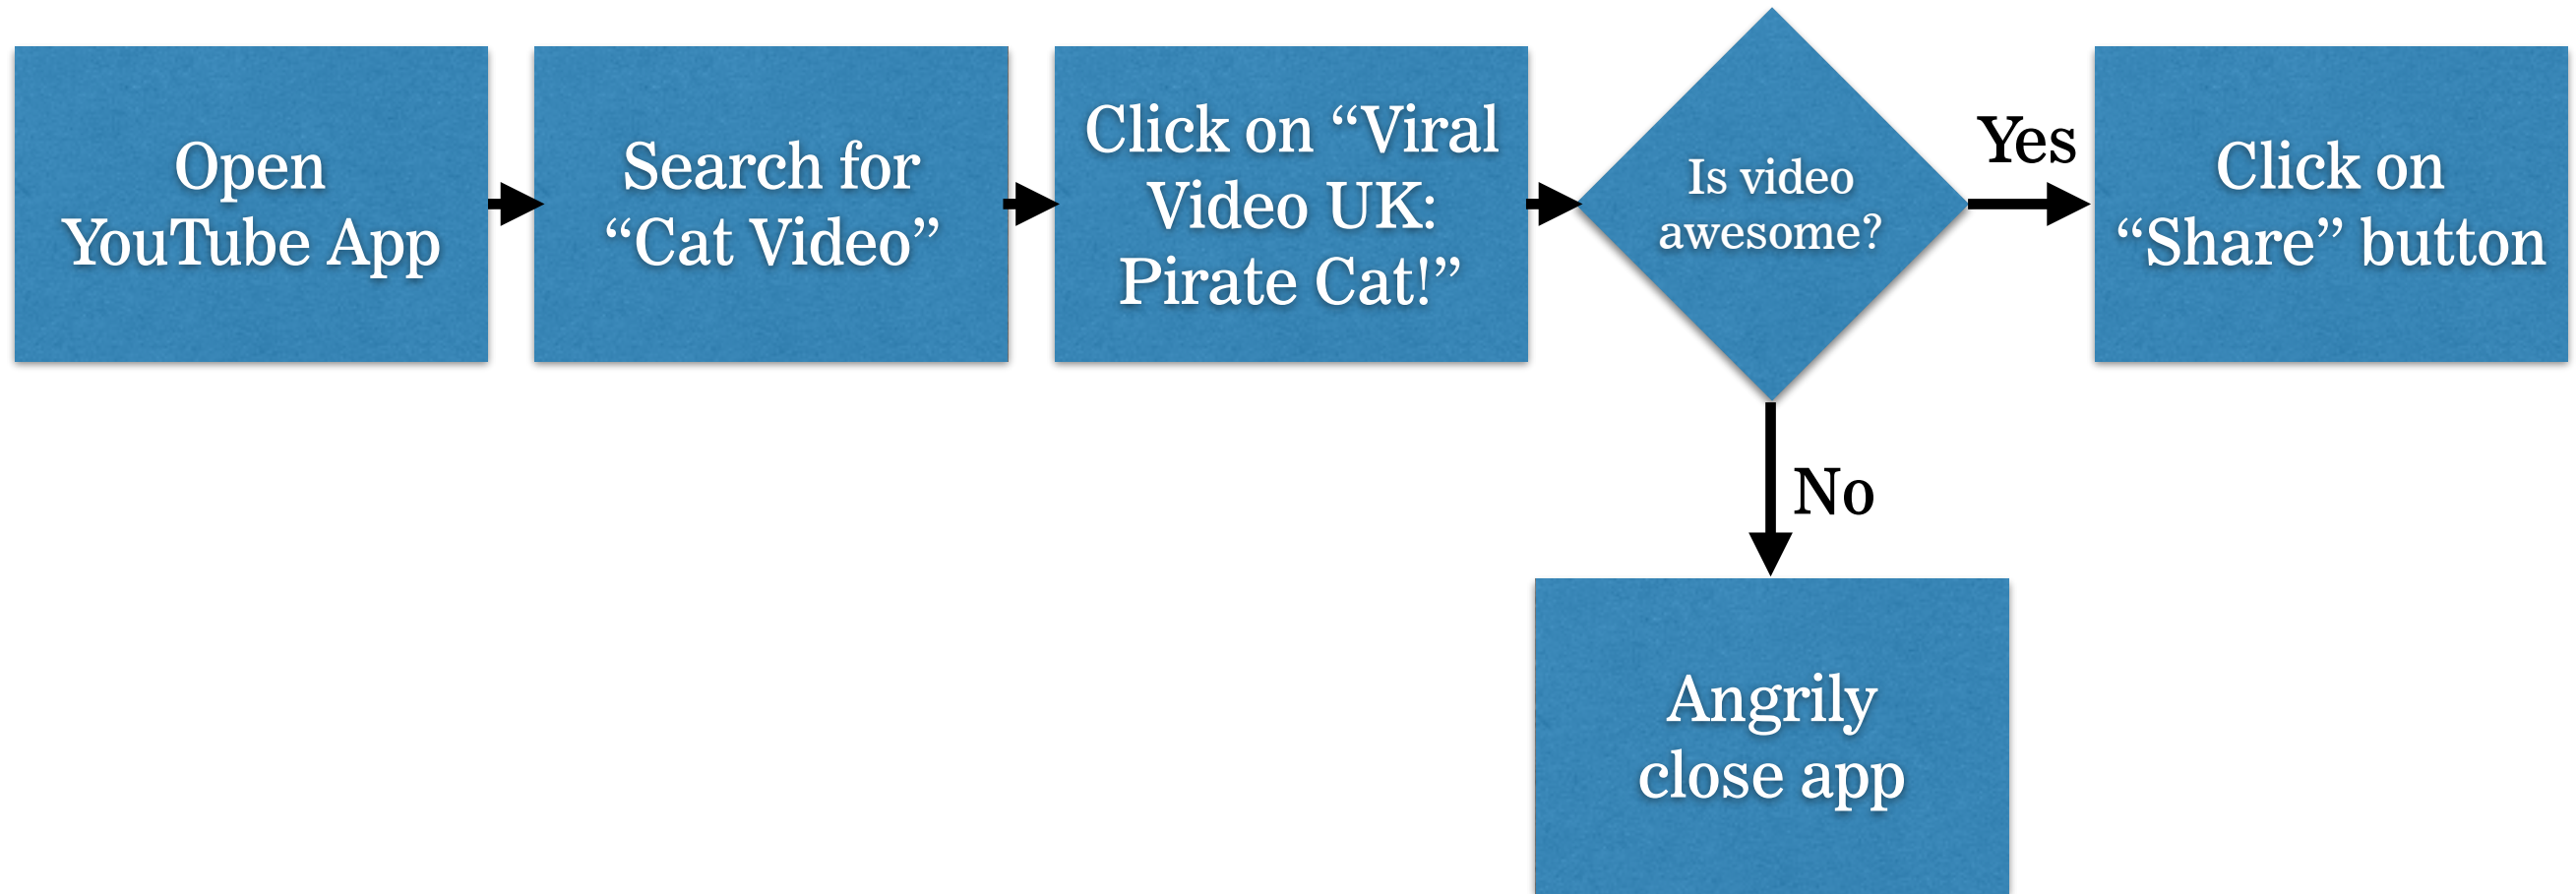 Open
YouTube App
Search for
“Cat Video”
Click on “Viral
Video UK:
Pirate Cat!”
Is video
awesome?
Yes
Click on
“Share” button
No
Angrily
close app